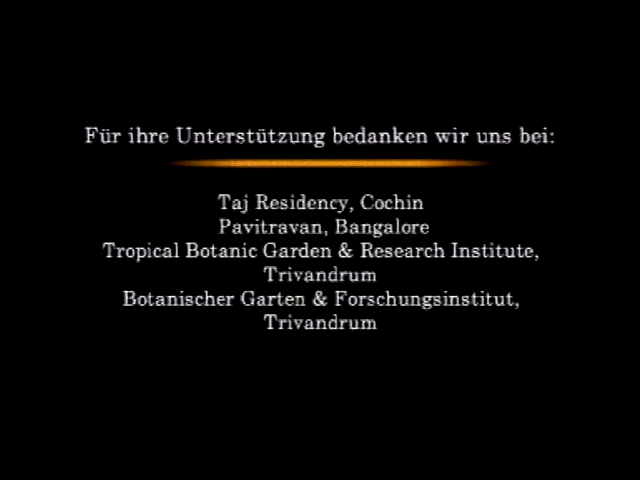 Für ihre Unterstützung bedanken wir uns bei:
Taj Residency, Cochin
Pavitravan, Bangalore
Tropical Botanic Garden & Research Institute,
Trivandrum
Botanischer Garten & Forschungsinstitut,
Trivandrum